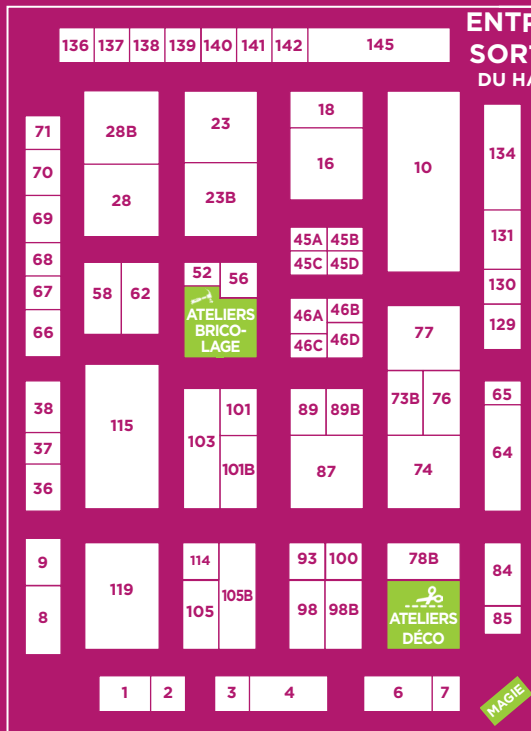 ENTR
SORT
DU HA
136 137 138 139 140 141 142 145
71
70
69
68
67
66
28B
28
23
23B
18
16
10
134
131
130
129
45A 45B
45C 45D
58 62
52 56
ATELIERS
BRICO-
LAGE
46A 46B
46C 46D
77
73B 76
74
65
64
38
37
36
115
103
101
101B
89 89B
87
9
8
119
114
105
105B
93 100
98 98B
78B
ATELIERS
DÉCO
84
85
1 2
3 4
6 7
MAGIE